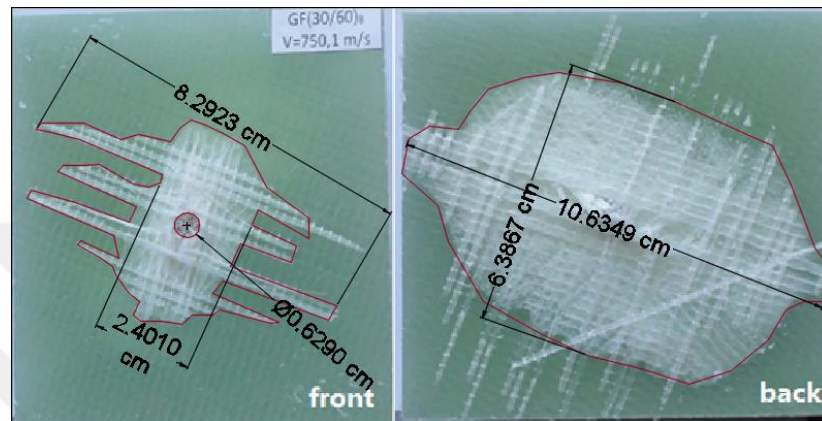 GF(30/60)₈
V=750,1 m/s
8.2923 cm
2.4010
cm
Ø0.6290 cm
front
10.6349 cm
6.3867 cm
back